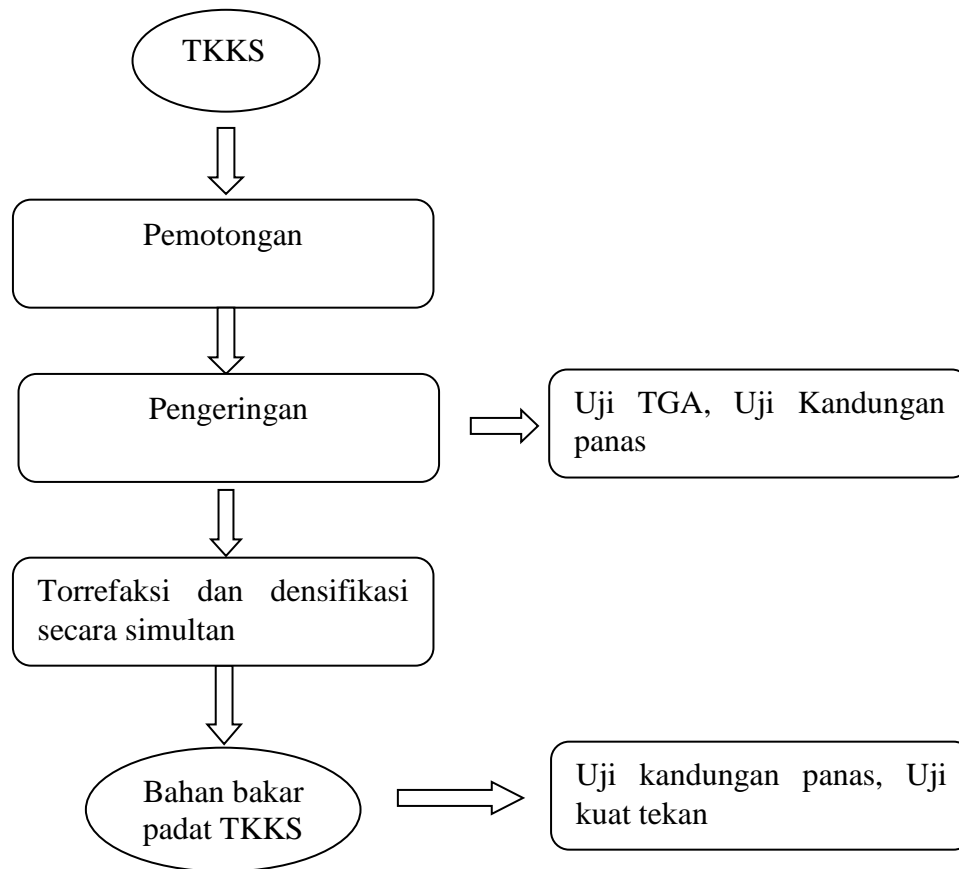 TKKS
Pemotongan
Pengeringan
Uji TGA, Uji Kandungan
panas
Torrefaksi dan densifikasi
secara simultan
Bahan bakar
padat TKKS
Uji kandungan panas, Uji
kuat tekan